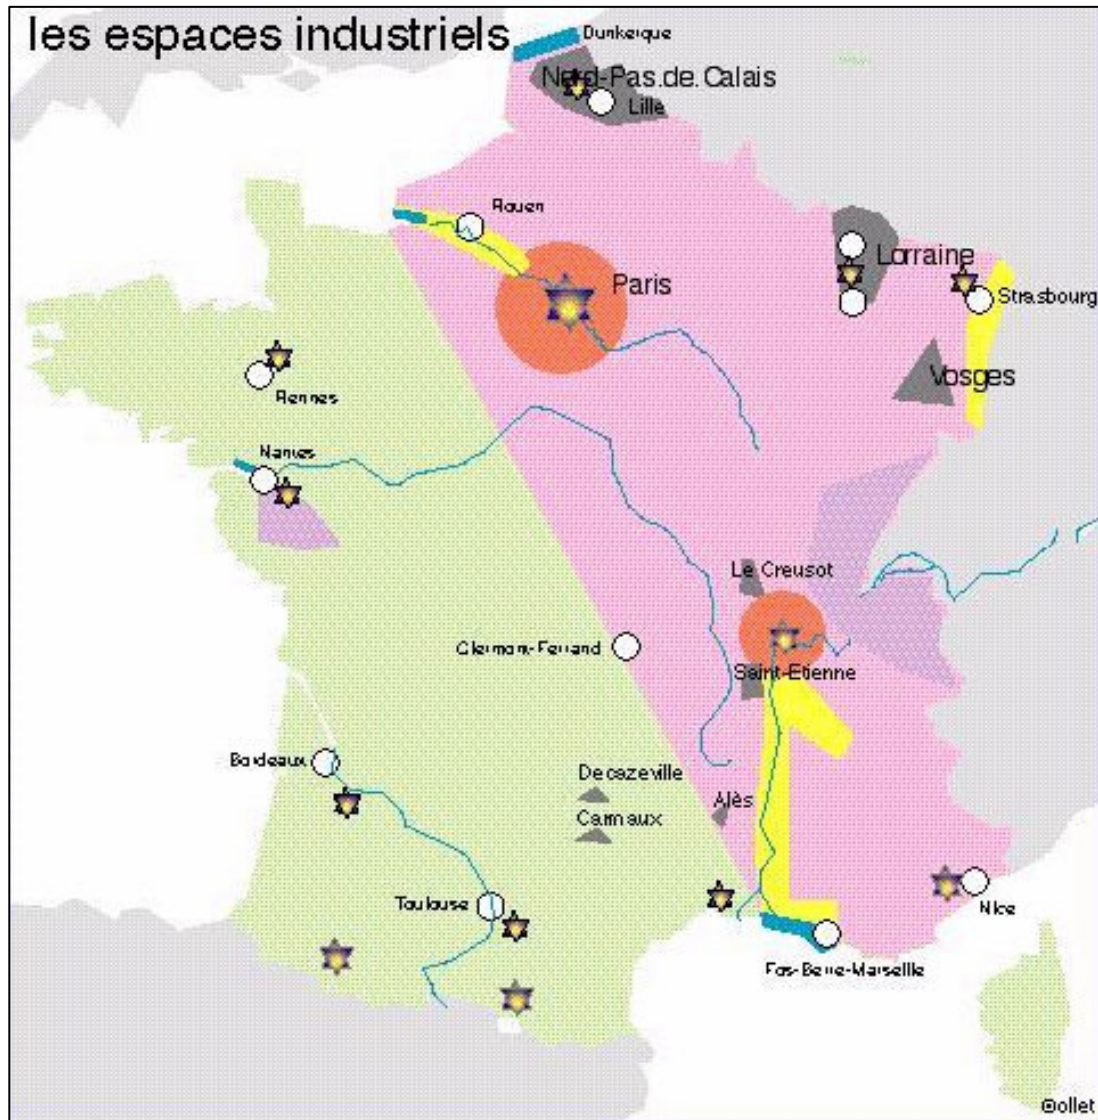 les espaces industriels
Dunkerque
Nord-Pas.de.Calais
Lille
Rouen
Paris
Lorraine
Strasbourg
Vosges
Rennes
Nantes
Le Creusot
Clermont-Ferrand
Saint-Etienne
Bordeaux
Decazeville
Carmaux
Alès
Toulouse
Nice
Fos-Berre-Marseille
©ollet